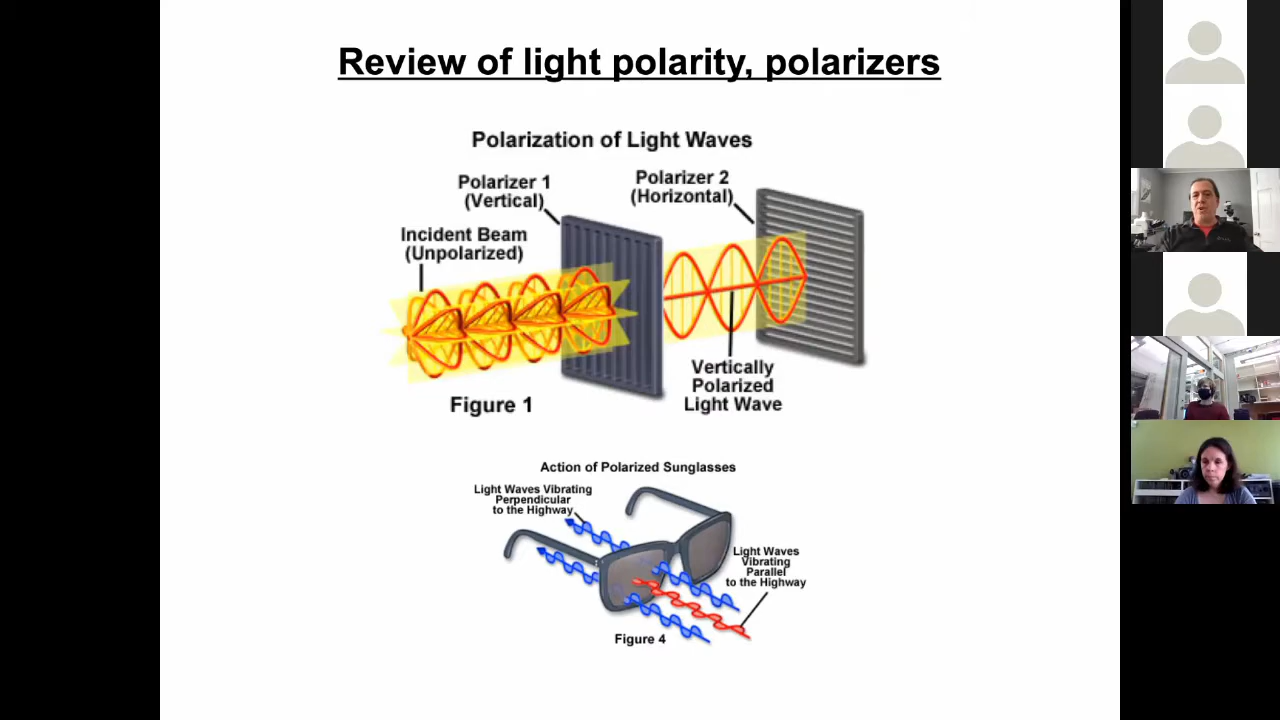 Review of light polarity, polarizers
Polarization of Light Waves
Polarizer 1
(Vertical)
Polarizer 2
(Horizontal)
Incident Beam
(Unpolarized)
Vertically
Polarized
Light Wave
Figure 1
Action of Polarized Sunglasses
Light Waves Vibrating
Perpendicular
to the Highway
Light Waves
Vibrating
Parallel
to the Highway
Figure 4